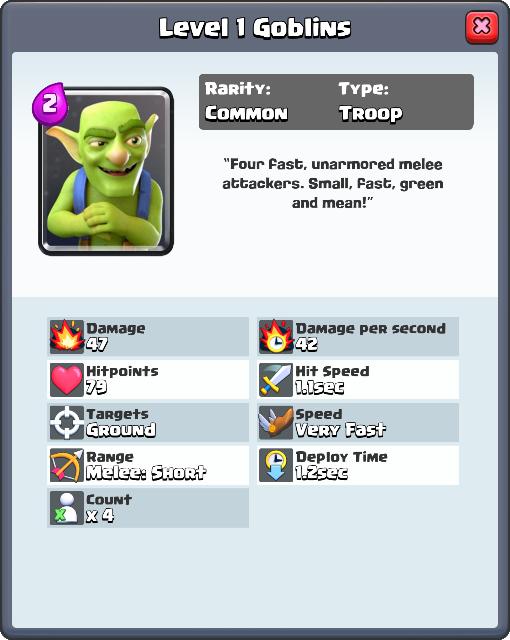 Level 1 Goblins
2
Rarity: Type:
Common Troop
"Four fast, unarmored melee
attackers. Small, fast, green
and mean!"
Damage
47
Damage per second
42
Hitpoints
79
Hit Speed
1.1sec
Targets
Ground
Speed
Very Fast
Range
Melee: Short
Deploy Time
1.2sec
x
Count
x 4